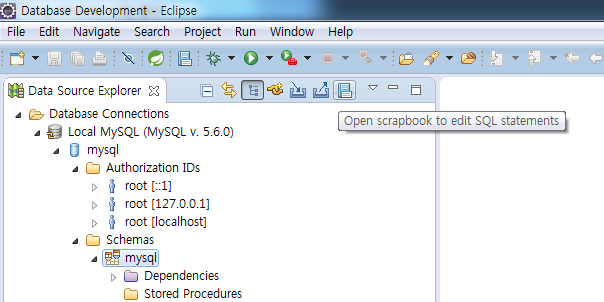 Database Development - Eclipse
File Edit Navigate Search Project Run Window Help
Data Source Explorer
Open scrapbook to edit SQL statements
Database Connections
Local MySQL (MySQL v. 5.6.0)
mysql
Authorization IDs
root [::1]
root [127.0.0.1]
root [localhost]
Schemas
mysql
Dependencies
Stored Procedures